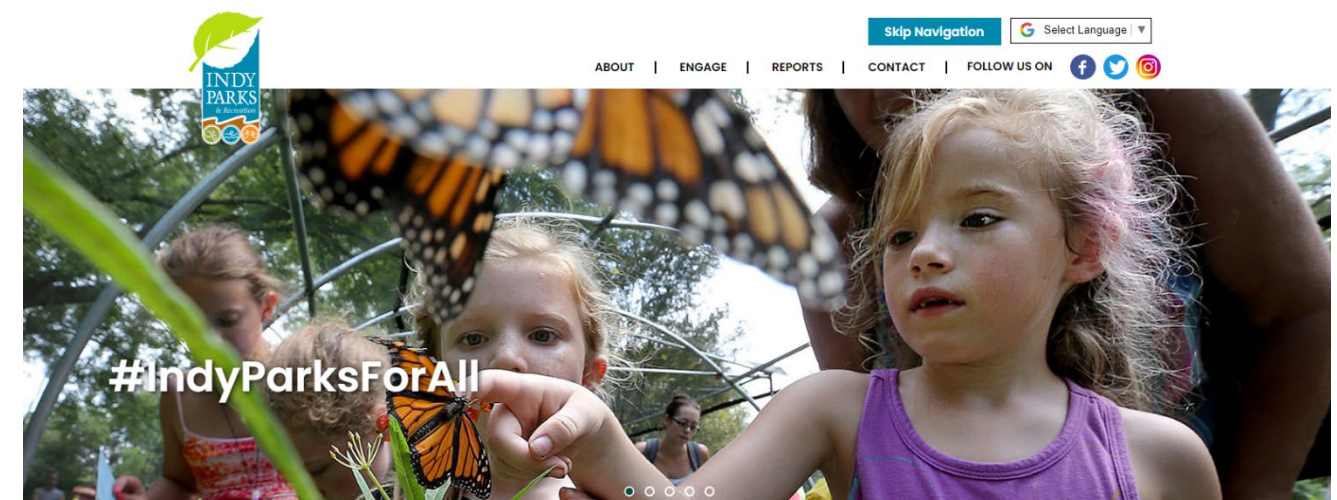 INDY
PARKS
& Recreation
Skip Navigation
Select Language ▼
ABOUT | ENGAGE | REPORTS | CONTACT | FOLLOW US ON
#IndyParksForAll